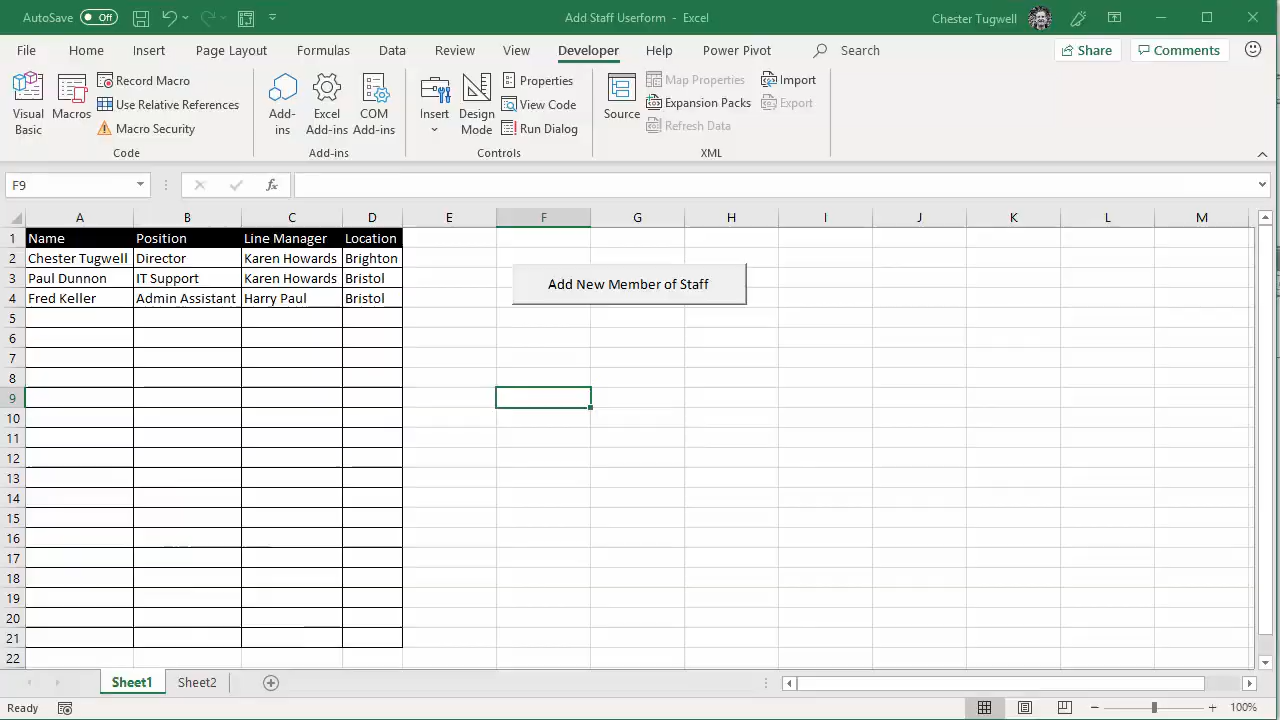 AutoSave Off
Add Staff Userform - Excel
Chester Tugwell
File Home Insert Page Layout Formulas Data Review View Developer Help Power Pivot Search Share Comments
Visual Basic
Macros
Record Macro
Use Relative References
Macro Security
Code
Add-ins
Excel Add-ins
COM Add-ins
Add-ins
Insert
Design Mode
Properties
View Code
Run Dialog
Controls
Source
Map Properties
Expansion Packs
Refresh Data
Import
Export
XML
F9 fx
A B C D E F G H I J K L M
1 Name Position Line Manager Location
2 Chester Tugwell Director Karen Howards Brighton
3 Paul Dunnon IT Support Karen Howards Bristol
4 Fred Keller Admin Assistant Harry Paul Bristol
Add New Member of Staff
5
6
7
8
9
10
11
12
13
14
15
16
17
18
19
20
21
22
Sheet1 Sheet2
Ready 100%